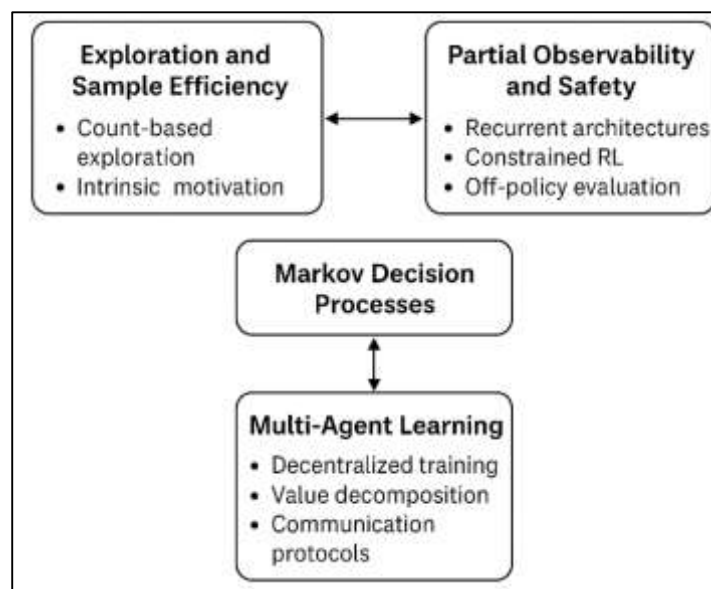 Exploration and
Sample Efficiency
• Count-based
exploration
• Intrinsic motivation
Partial Observability
and Safety
• Recurrent architectures
• Constrained RL
• Off-policy evaluation
Markov Decision
Processes
Multi-Agent Learning
• Decentralized training
• Value decomposition
• Communication
protocols